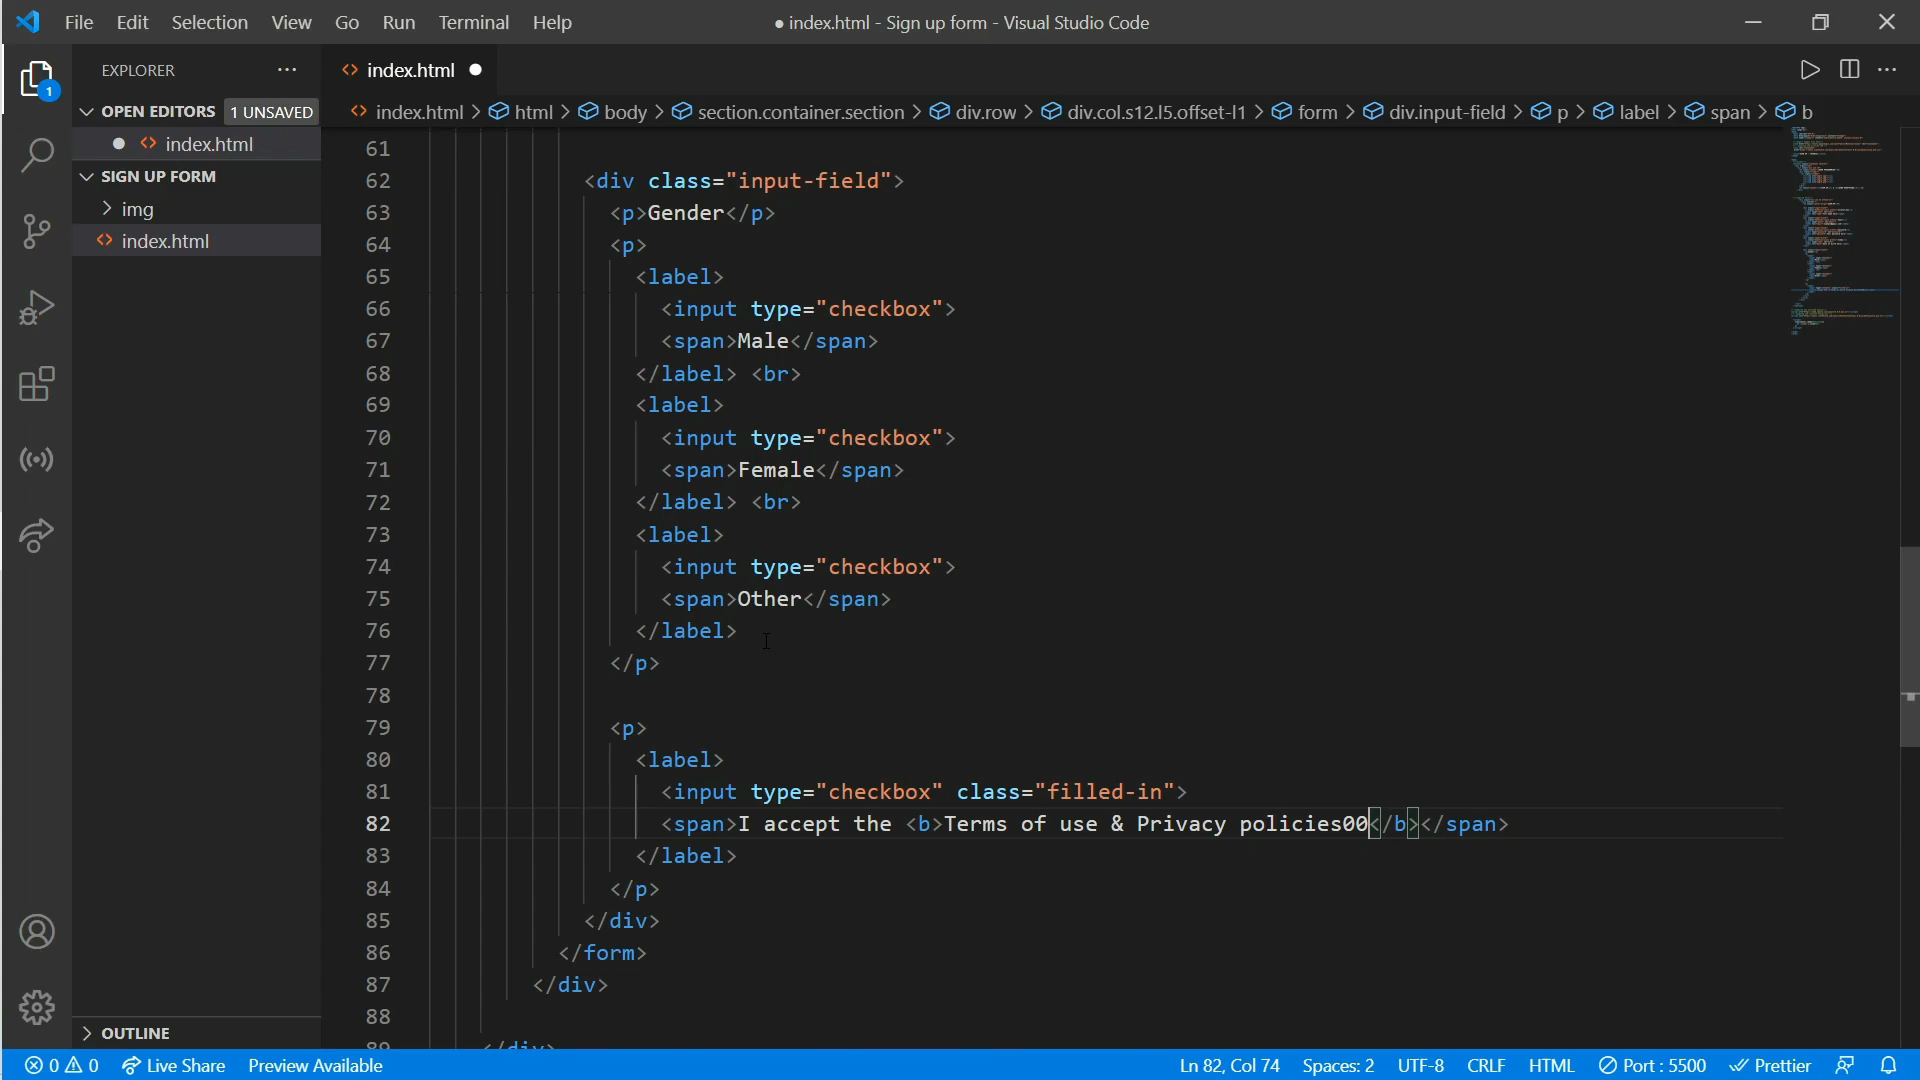 File Edit Selection View Go Run Terminal Help ● index.html - Sign up form - Visual Studio Code
EXPLORER ··· <> index.html ●
1
OPEN EDITORS 1 UNSAVED
index.html > html > body > section.container.section > div.row > div.col.s12.l5.offset-l1 > form > div.input-field > p > label > span > b
● <> index.html
SIGN UP FORM
> img
<> index.html
61
62 <div class="input-field">
63 <p>Gender</p>
64 <p>
65 <label>
66 <input type="checkbox">
67 <span>Male</span>
68 </label> <br>
69 <label>
70 <input type="checkbox">
71 <span>Female</span>
72 </label> <br>
73 <label>
74 <input type="checkbox">
75 <span>Other</span>
76 </label>
77 </p>
78
79 <p>
80 <label>
81 <input type="checkbox" class="filled-in">
82 <span>I accept the <b>Terms of use & Privacy policies00</b></span>
83 </label>
84 </p>
85 </div>
86 </form>
87 </div>
88
89 </div>
> OUTLINE
0 0 Live Share Preview Available Ln 82, Col 74 Spaces: 2 UTF-8 CRLF HTML Port : 5500 Prettier